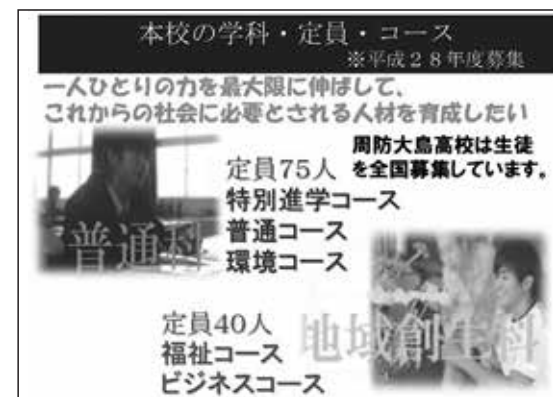 本校の学科・定員・コース
※平成２８年度募集
一人ひとりの力を最大限に伸ばして、
これからの社会に必要とされる人材を育成したい
周防大島高校は生徒
を全国募集しています。
普通科
定員75人
特別進学コース
普通コース
環境コース
地域創生科
定員40人
福祉コース
ビジネスコース